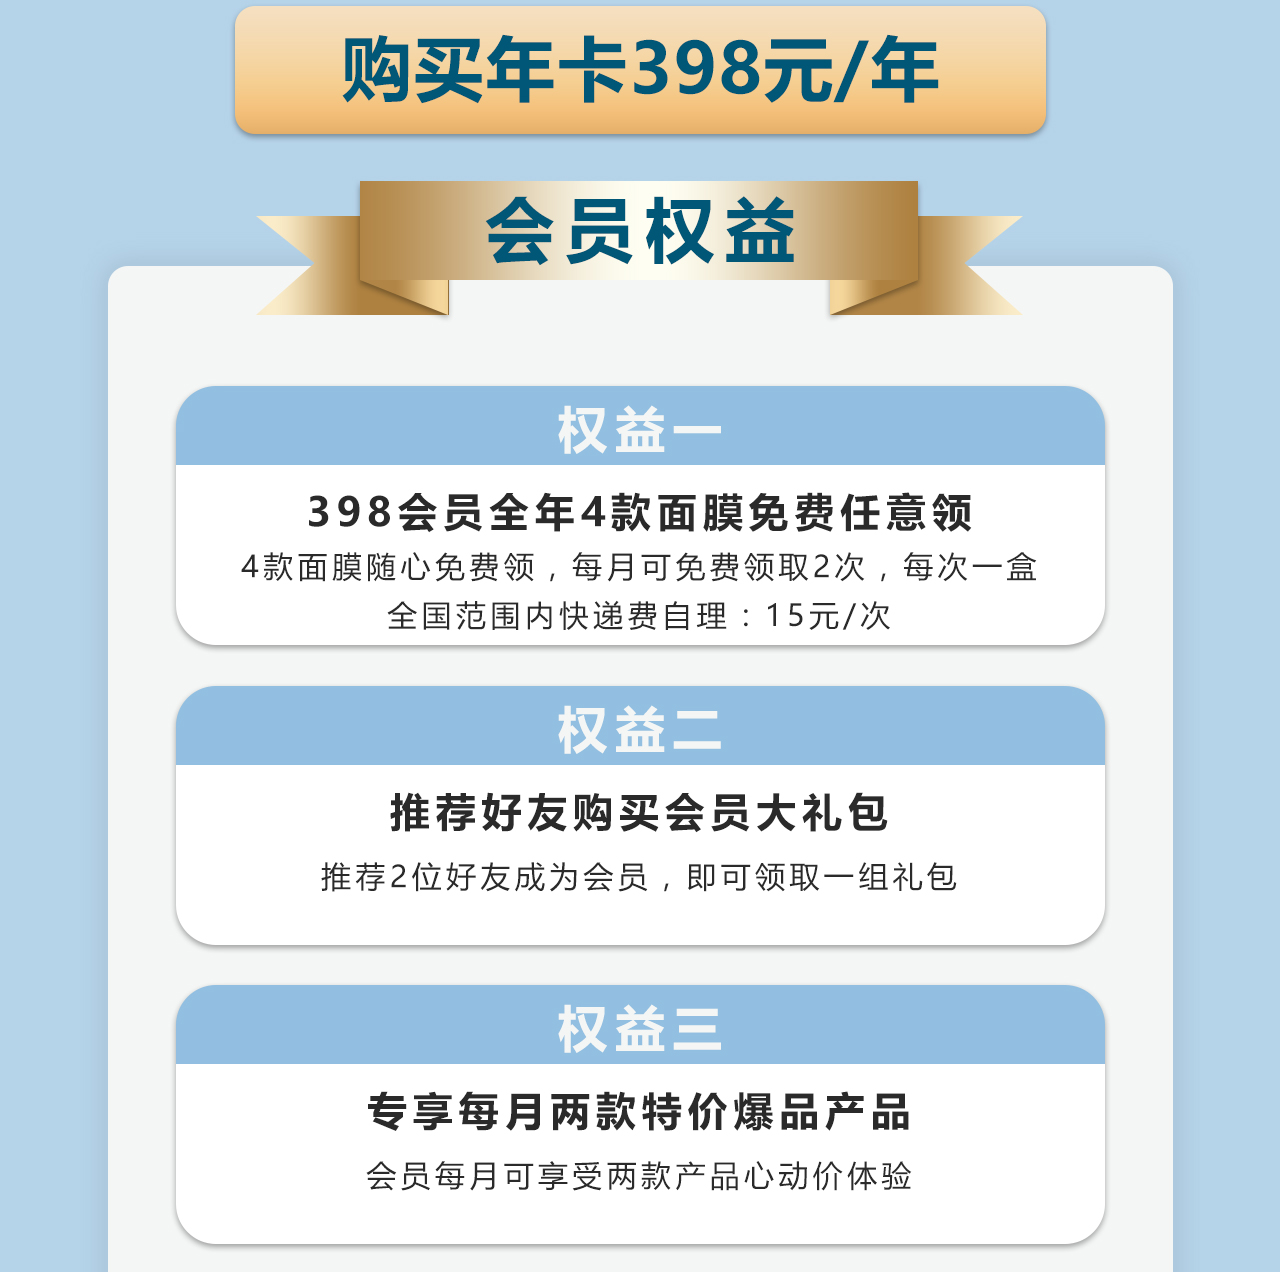 购买年卡398元/年
会员权益
权益一
398会员全年4款面膜免费任意领
4款面膜随心免费领，每月可免费领取2次，每次一盒
全国范围内快递费自理：15元/次
权益二
推荐好友购买会员大礼包
推荐2位好友成为会员，即可领取一组礼包
权益三
专享每月两款特价爆品产品
会员每月可享受两款产品心动价体验